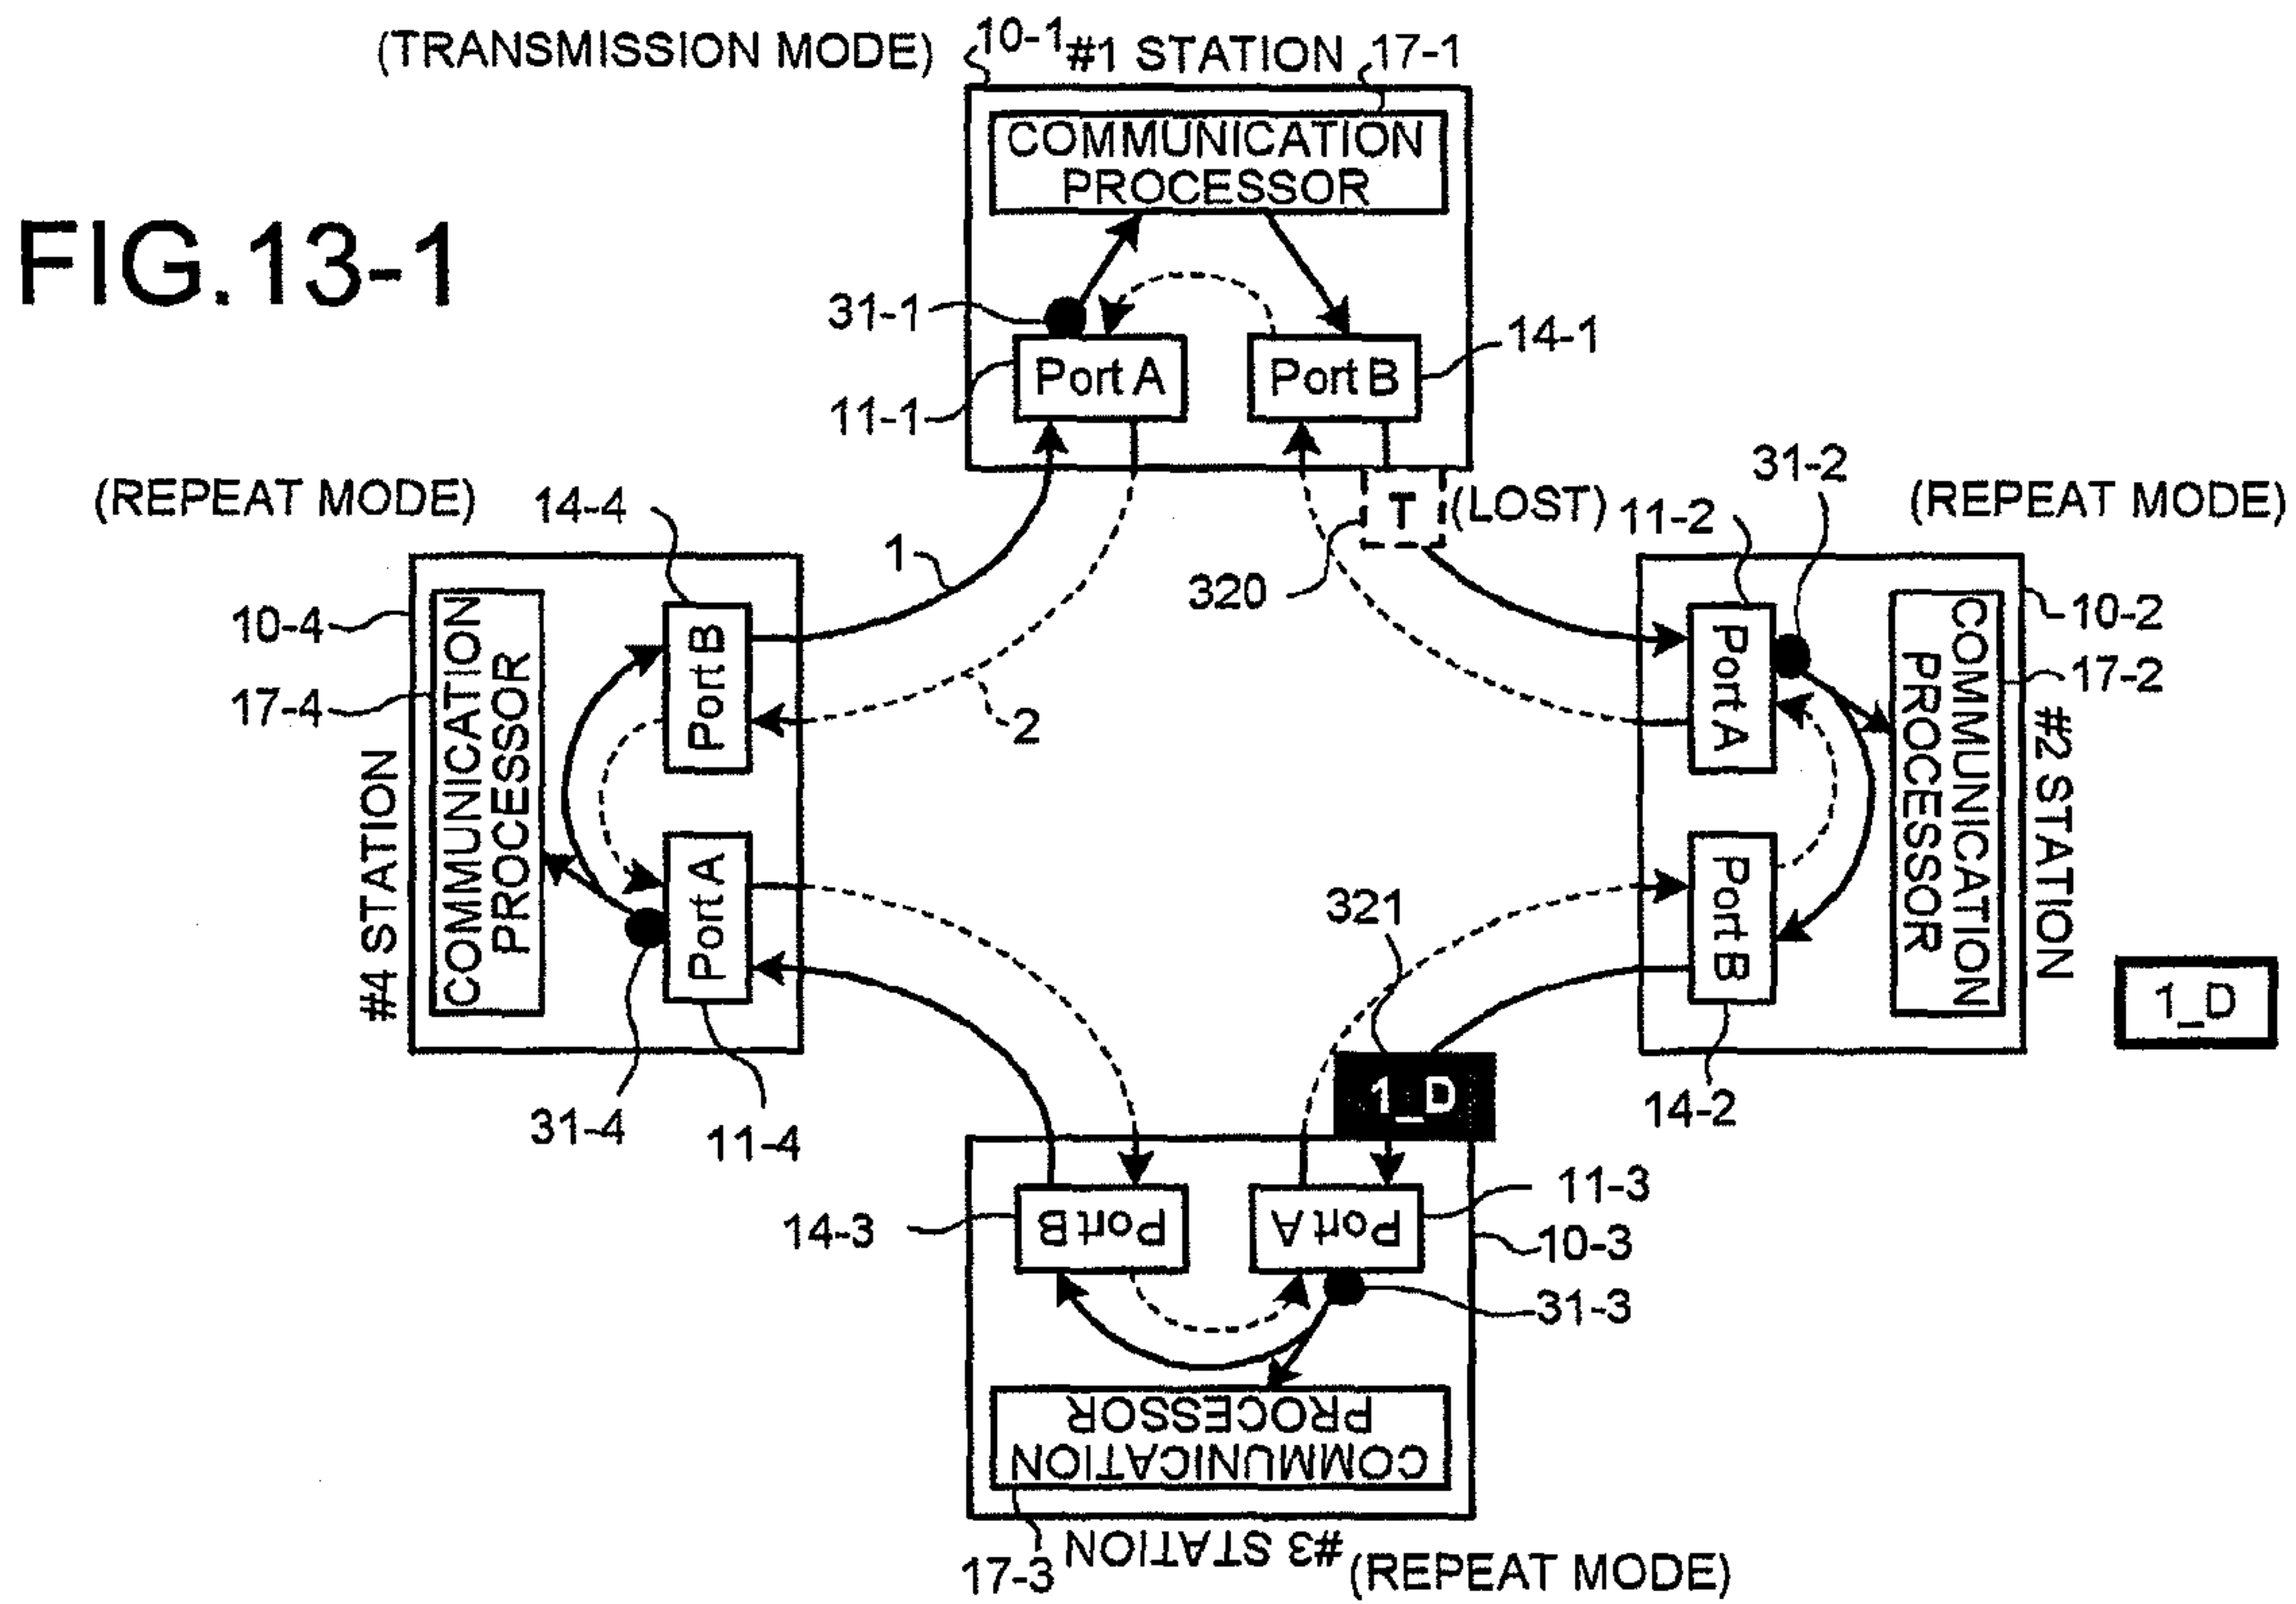 FIG.13-1
(TRANSMISSION MODE)
10-1
#1 STATION
17-1
COMMUNICATION
PROCESSOR
31-1
Port A
Port B
14-1
11-1
(REPEAT MODE)
14-4
1
T
(LOST)
320
11-2
31-2
(REPEAT MODE)
10-4
17-4
COMMUNICATION
PROCESSOR
Port B
2
Port A
COMMUNICATION
PROCESSOR
10-2
17-2
#2 STATION
#4 STATION
Port A
Port B
321
31-4
11-4
1_D
14-2
1_D
14-3
Port B
Port A
11-3
10-3
31-3
COMMUNICATION
PROCESSOR
17-3
#3 STATION
(REPEAT MODE)